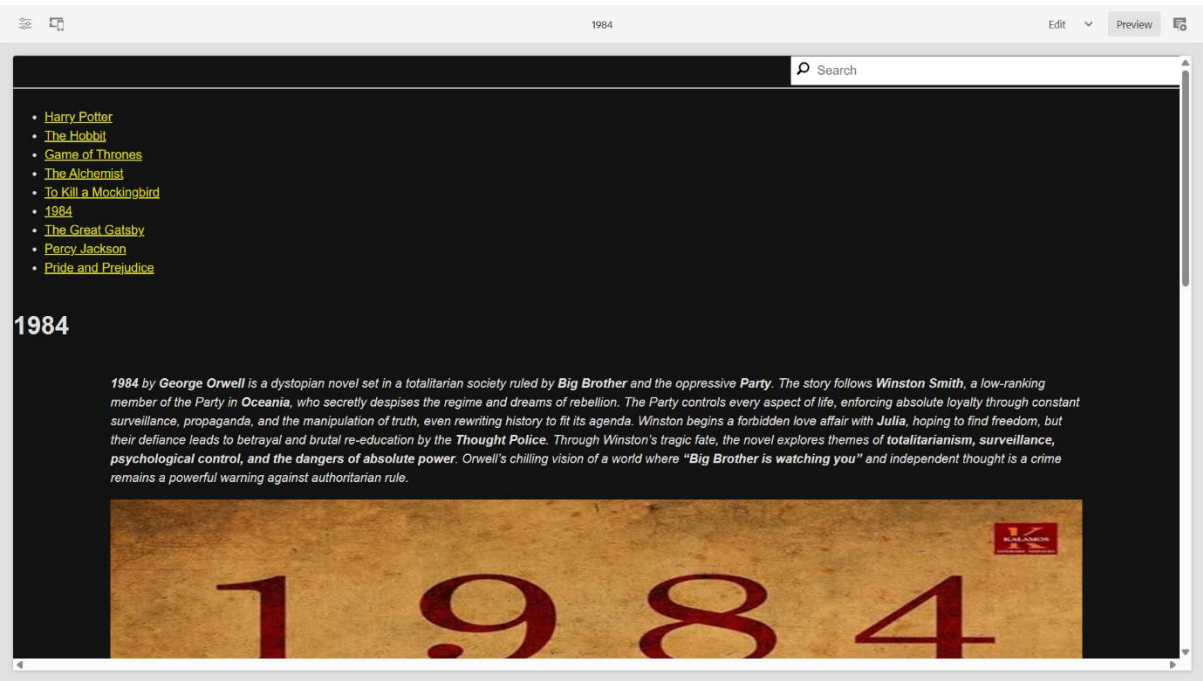 1984
Edit
Preview
Search
Harry Potter
The Hobbit
Game of Thrones
The Alchemist
To Kill a Mockingbird
1984
The Great Gatsby
Percy Jackson
Pride and Prejudice
1984
1984 by George Orwell is a dystopian novel set in a totalitarian society ruled by Big Brother and the oppressive Party. The story follows Winston Smith, a low-ranking
member of the Party in Oceania, who secretly despises the regime and dreams of rebellion. The Party controls every aspect of life, enforcing absolute loyalty through constant
surveillance, propaganda, and the manipulation of truth, even rewriting history to fit its agenda. Winston begins a forbidden love affair with Julia, hoping to find freedom, but
their defiance leads to betrayal and brutal re-education by the Thought Police. Through Winston’s tragic fate, the novel explores themes of totalitarianism, surveillance,
psychological control, and the dangers of absolute power. Orwell’s chilling vision of a world where “Big Brother is watching you” and independent thought is a crime
remains a powerful warning against authoritarian rule.
K
KALAMOS
1984